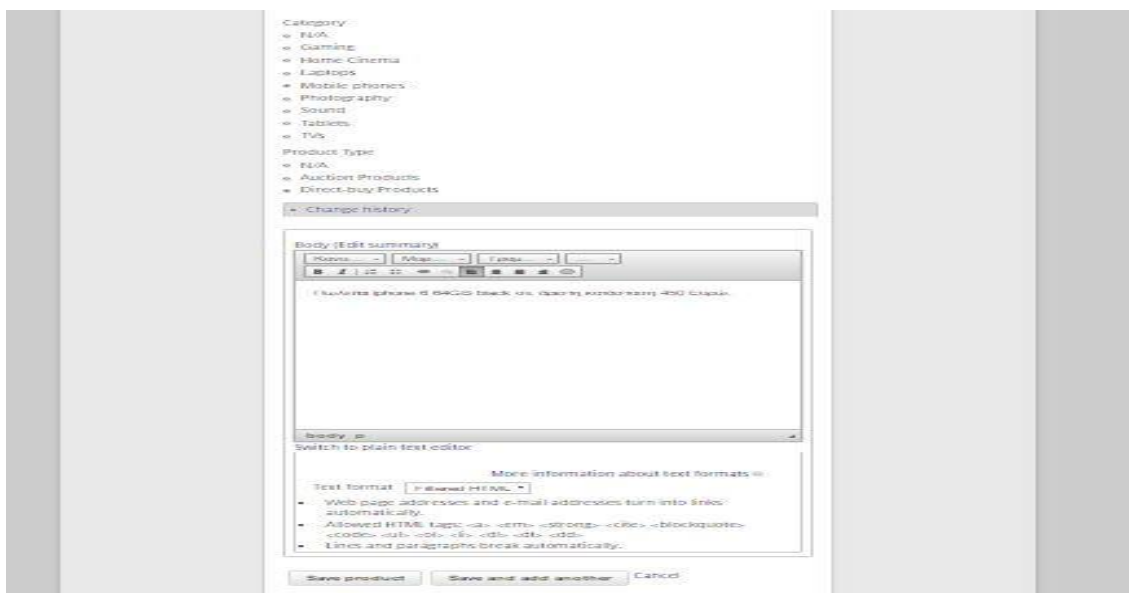 Category
N/A
Gaming
Home Cinema
Laptops
Mobile phones
Photography
Sound
Tablets
TVs
Product Type
N/A
Auction Products
Direct-buy Products
Change history
Body (Edit summary)
B I
iphone 6 64GB black σε άριστη κατάσταση 450 ευρώ.
body p
Switch to plain text editor
More information about text formats
Text format Filtered HTML
Web page addresses and e-mail addresses turn into links
automatically.
Allowed HTML tags: <a> <em> <strong> <cite> <blockquote>
<code> <ul> <ol> <li> <dl> <dt> <dd>
Lines and paragraphs break automatically.
Save product Save and add another Cancel